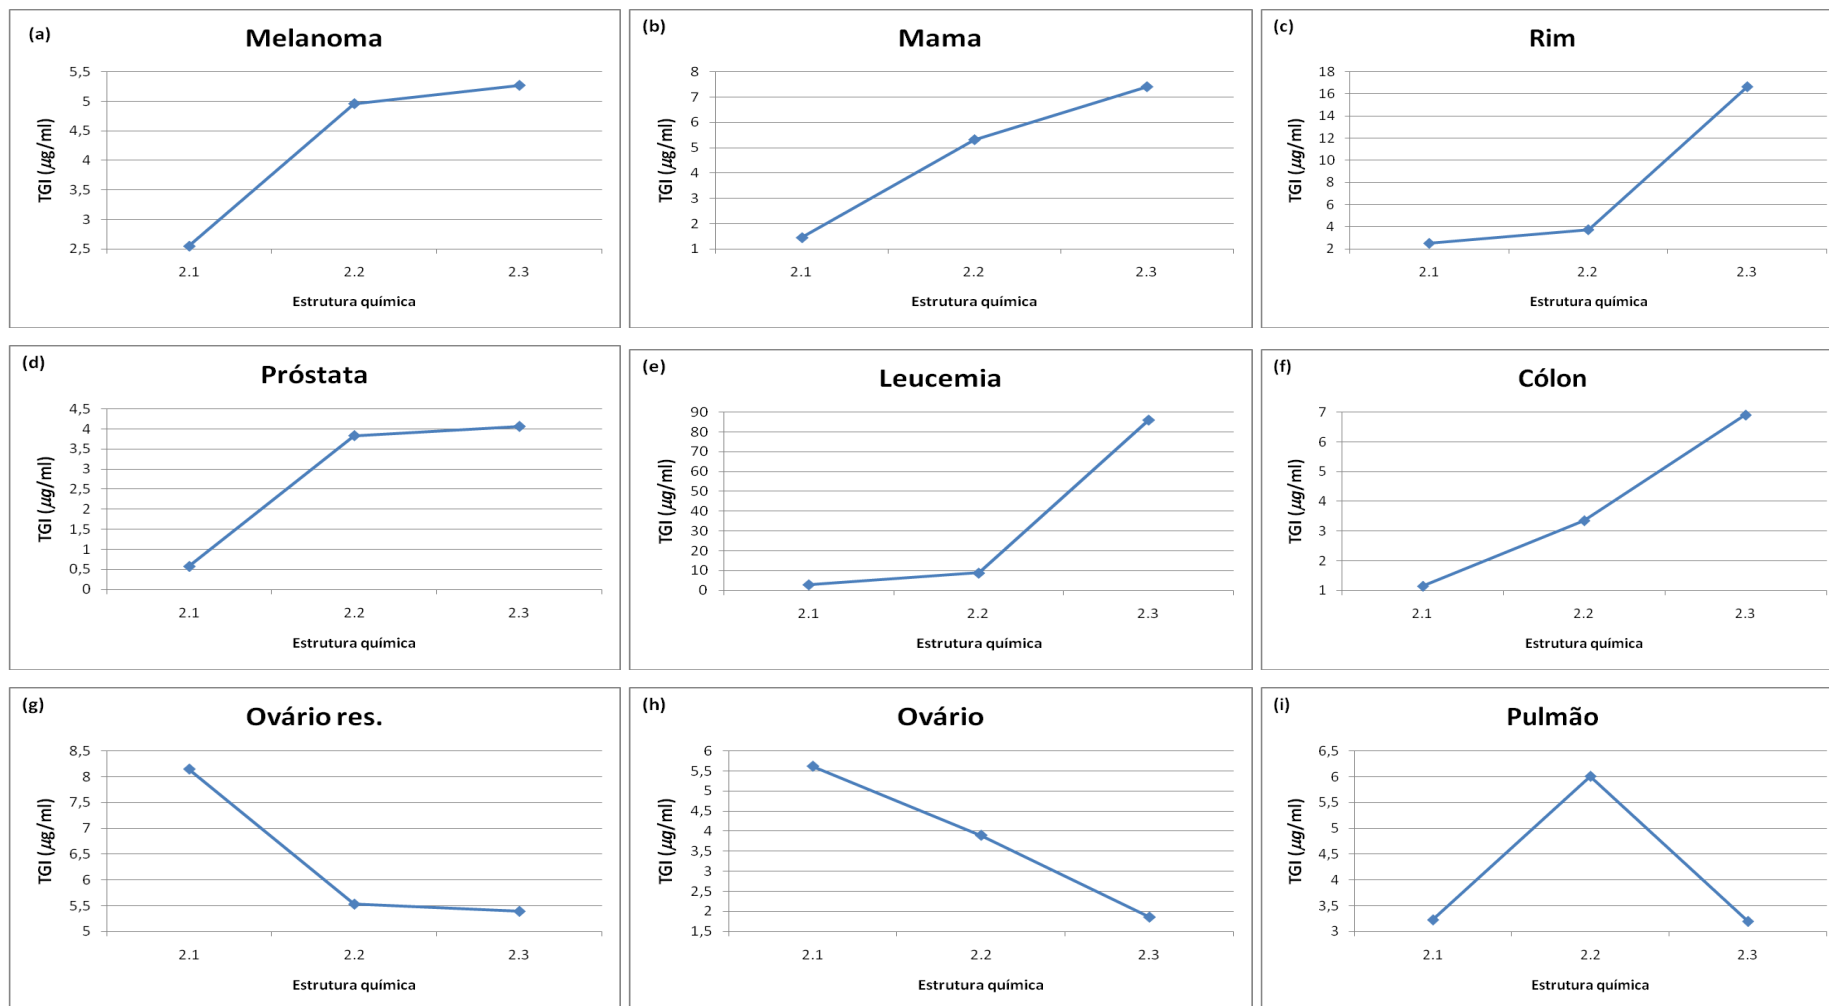 (a)
Melanoma
TGI (µg/ml)
5,5
5
4,5
4
3,5
3
2,5
2.1 2.2 2.3
Estrutura química
(b)
Mama
TGI (µg/ml)
8
7
6
5
4
3
2
1
2.1 2.2 2.3
Estrutura química
(c)
Rim
TGI (µg/ml)
18
16
14
12
10
8
6
4
2
2.1 2.2 2.3
Estrutura química
(d)
Próstata
TGI (µg/ml)
4,5
4
3,5
3
2,5
2
1,5
1
0,5
0
2.1 2.2 2.3
Estrutura química
(e)
Leucemia
TGI (µg/ml)
90
80
70
60
50
40
30
20
10
0
2.1 2.2 2.3
Estrutura química
(f)
Cólon
TGI (µg/ml)
7
6
5
4
3
2
1
2.1 2.2 2.3
Estrutura química
(g)
Ovário res.
TGI (µg/ml)
8,5
8
7,5
7
6,5
6
5,5
5
2.1 2.2 2.3
Estrutura química
(h)
Ovário
TGI (µg/ml)
6
5,5
5
4,5
4
3,5
3
2,5
2
1,5
2.1 2.2 2.3
Estrutura química
(i)
Pulmão
TGI (µg/ml)
6,5
6
5,5
5
4,5
4
3,5
3
2.1 2.2 2.3
Estrutura química